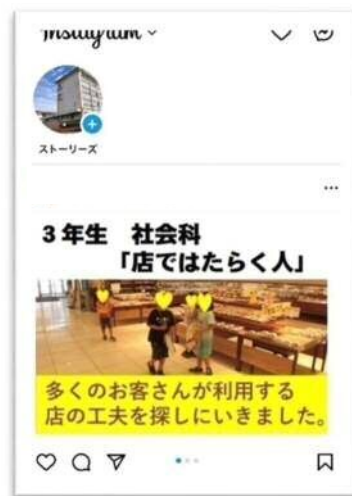 Instagram
ストーリーズ
3年生 社会科
「店ではたらく人」
多くのお客さんが利用する
店の工夫を探しにいきました。